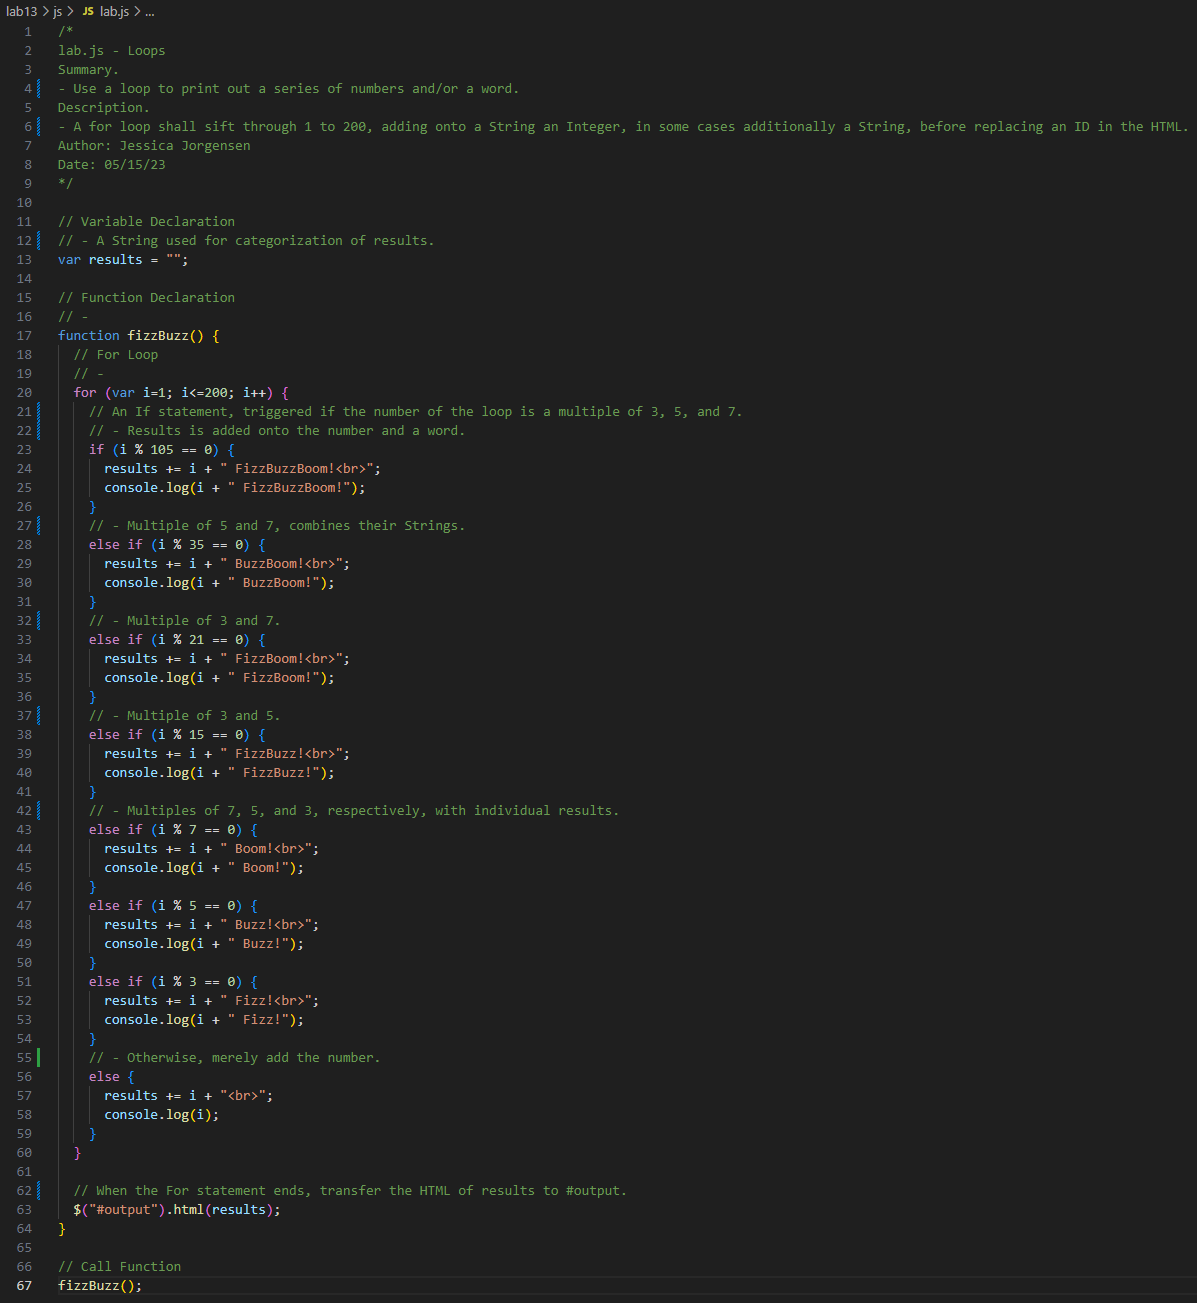 lab13 > js > JS lab.js > ...
1 /*
2 lab.js - Loops
3 Summary.
4 - Use a loop to print out a series of numbers and/or a word.
5 Description.
6 - A for loop shall sift through 1 to 200, adding onto a String an Integer, in some cases additionally a String, before replacing an ID in the HTML.
7 Author: Jessica Jorgensen
8 Date: 05/15/23
9 */
10
11 // Variable Declaration
12 // - A String used for categorization of results.
13 var results = "";
14
15 // Function Declaration
16 // -
17 function fizzBuzz() {
18   // For Loop
19   // -
20   for (var i=1; i<=200; i++) {
21     // An If statement, triggered if the number of the loop is a multiple of 3, 5, and 7.
22     // - Results is added onto the number and a word.
23     if (i % 105 == 0) {
24       results += i + " FizzBuzzBoom!<br>";
25       console.log(i + " FizzBuzzBoom!");
26     }
27     // - Multiple of 5 and 7, combines their Strings.
28     else if (i % 35 == 0) {
29       results += i + " BuzzBoom!<br>";
30       console.log(i + " BuzzBoom!");
31     }
32     // - Multiple of 3 and 7.
33     else if (i % 21 == 0) {
34       results += i + " FizzBoom!<br>";
35       console.log(i + " FizzBoom!");
36     }
37     // - Multiple of 3 and 5.
38     else if (i % 15 == 0) {
39       results += i + " FizzBuzz!<br>";
40       console.log(i + " FizzBuzz!");
41     }
42     // - Multiples of 7, 5, and 3, respectively, with individual results.
43     else if (i % 7 == 0) {
44       results += i + " Boom!<br>";
45       console.log(i + " Boom!");
46     }
47     else if (i % 5 == 0) {
48       results += i + " Buzz!<br>";
49       console.log(i + " Buzz!");
50     }
51     else if (i % 3 == 0) {
52       results += i + " Fizz!<br>";
53       console.log(i + " Fizz!");
54     }
55     // - Otherwise, merely add the number.
56     else {
57       results += i + "<br>";
58       console.log(i);
59     }
60   }
61
62   // When the For statement ends, transfer the HTML of results to #output.
63   $("#output").html(results);
64 }
65
66 // Call Function
67 fizzBuzz();